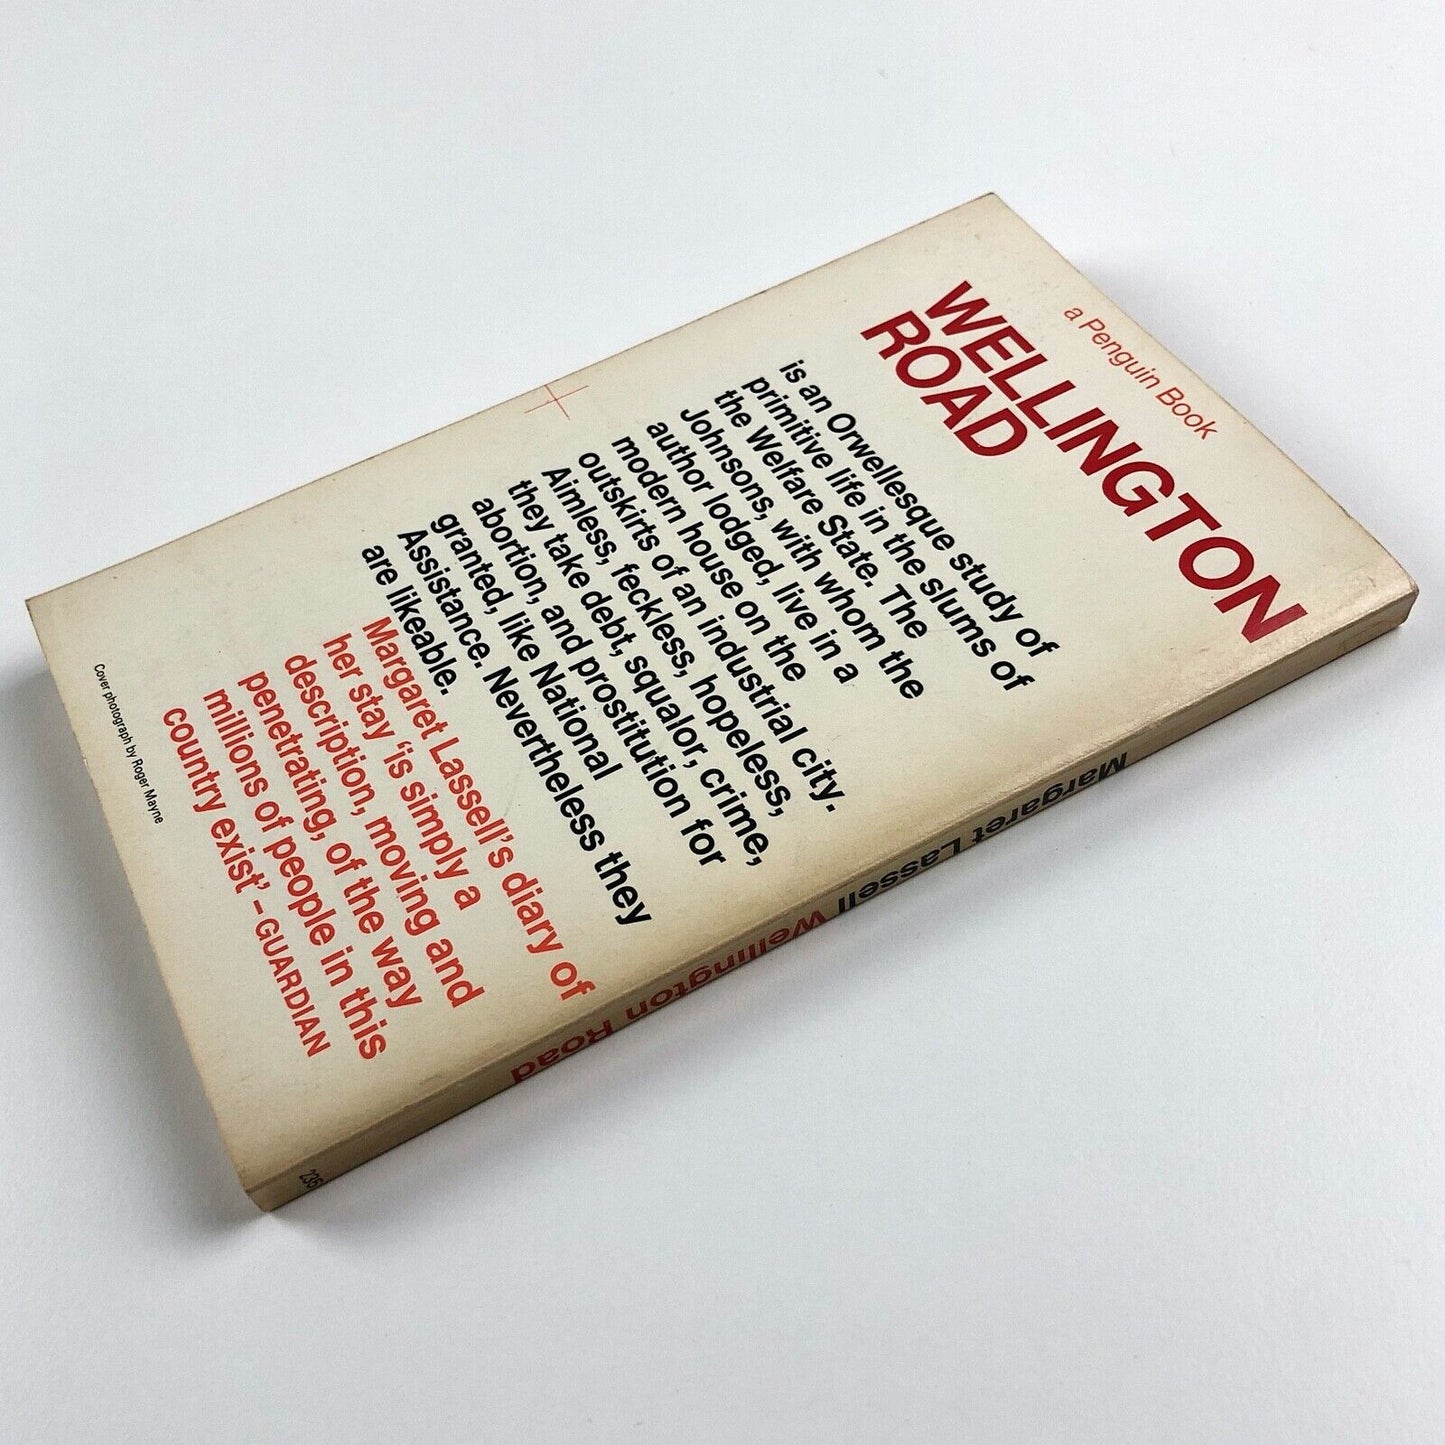 a Penguin Book
WELLINGTON
ROAD
is an Orwellesque study of
primitive life in the slums of
the Welfare State. The
Johnsons, with whom the
author lodged, live in a
modern house on the
outskirts of an industrial city.
Aimless, feckless, hopeless,
they take debt, squalor, crime,
abortion, and prostitution for
granted, like National
Assistance. Nevertheless they
are likeable.
Margaret Lassell's diary of
her stay 'is simply a
description, moving and
penetrating, of the way
millions of people in this
country exist' – GUARDIAN
Cover photograph by Roger Mayne
Margaret Lassell Wellington Road